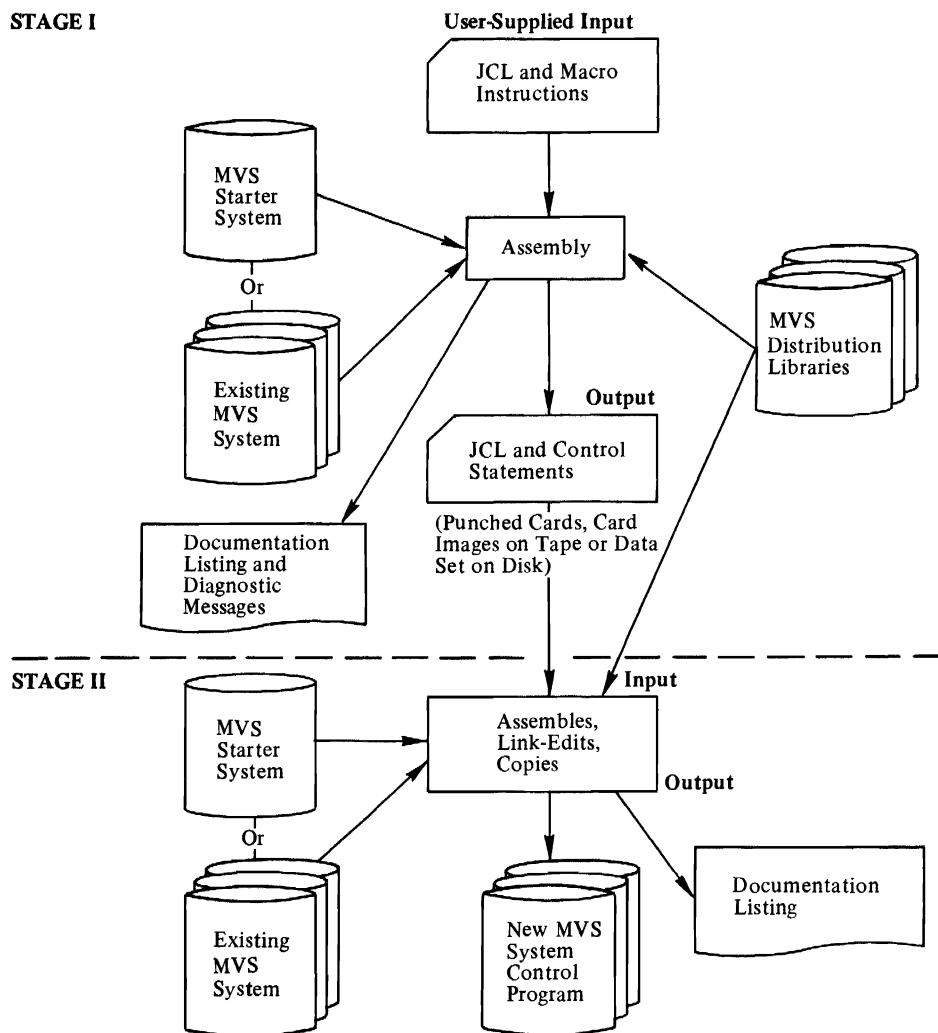 STAGE I
User-Supplied Input
JCL and Macro
Instructions
MVS
Starter
System
Assembly
Or
MVS
Distribution
Libraries
Existing
MVS
System
Output
JCL and Control
Statements
(Punched Cards, Card
Images on Tape or Data
Set on Disk)
Documentation
Listing and
Diagnostic
Messages
STAGE II
Input
MVS
Starter
System
Assembles,
Link-Edits,
Copies
Output
Or
Existing
MVS
System
New MVS
System
Control
Program
Documentation
Listing